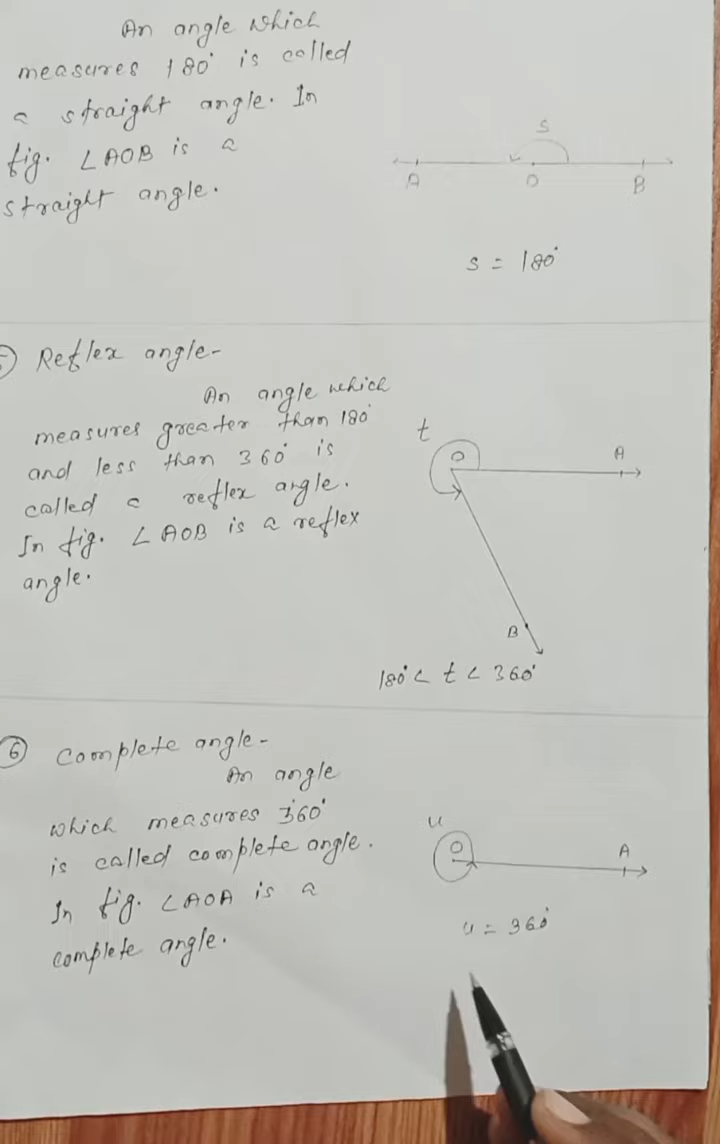 An angle which
measures 180° is called
a straight angle. In
fig. ∠AOB is a
straight angle.
S
A O B
s = 180°
Reflex angle-
An angle which
measures greater than 180°
and less than 360° is
called a reflex angle.
In fig. ∠AOB is a reflex
angle.
t
O A
B
180° < t < 360°
6 Complete angle-
An angle
which measures 360°
is called complete angle.
In fig. ∠AOA is a
complete angle.
u
O A
u = 360°